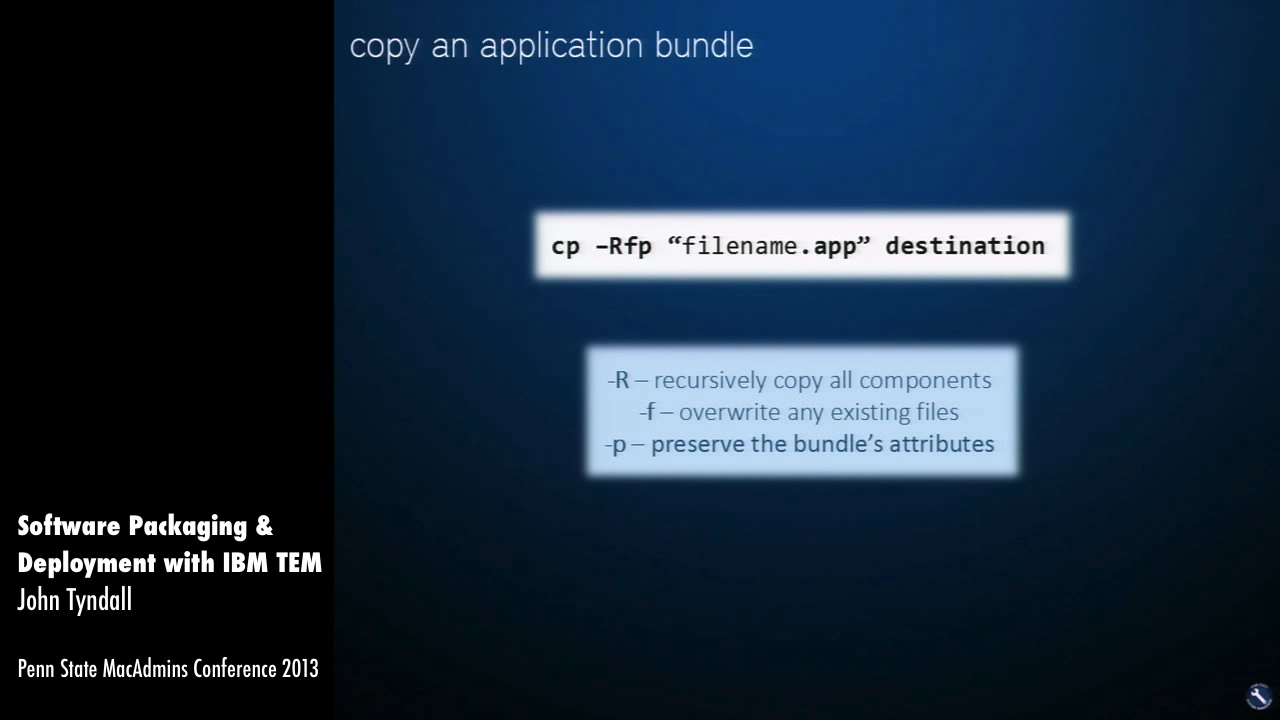 copy an application bundle
cp –Rfp “filename.app” destination
-R – recursively copy all components
-f – overwrite any existing files
-p – preserve the bundle’s attributes
Software Packaging &
Deployment with IBM TEM
John Tyndall
Penn State MacAdmins Conference 2013